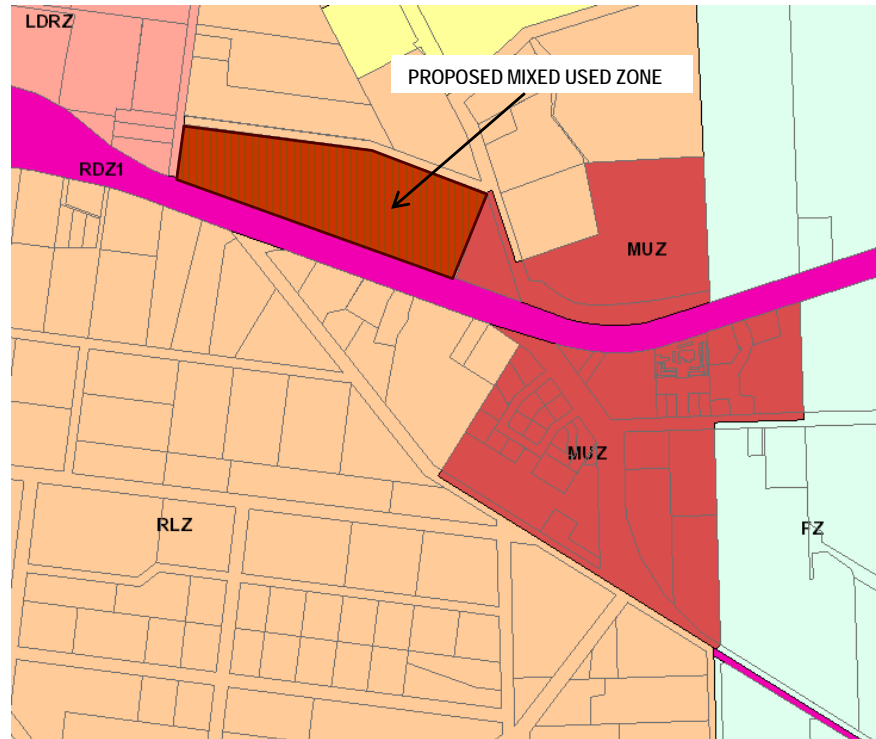 LDRZ
PROPOSED MIXED USED ZONE
RDZ1
MUZ
MUZ
RLZ
FZ